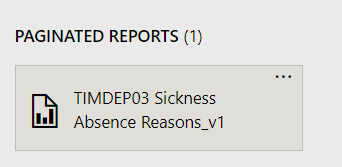 PAGINATED REPORTS (1)
TIMDEP03 Sickness
Absence Reasons_v1